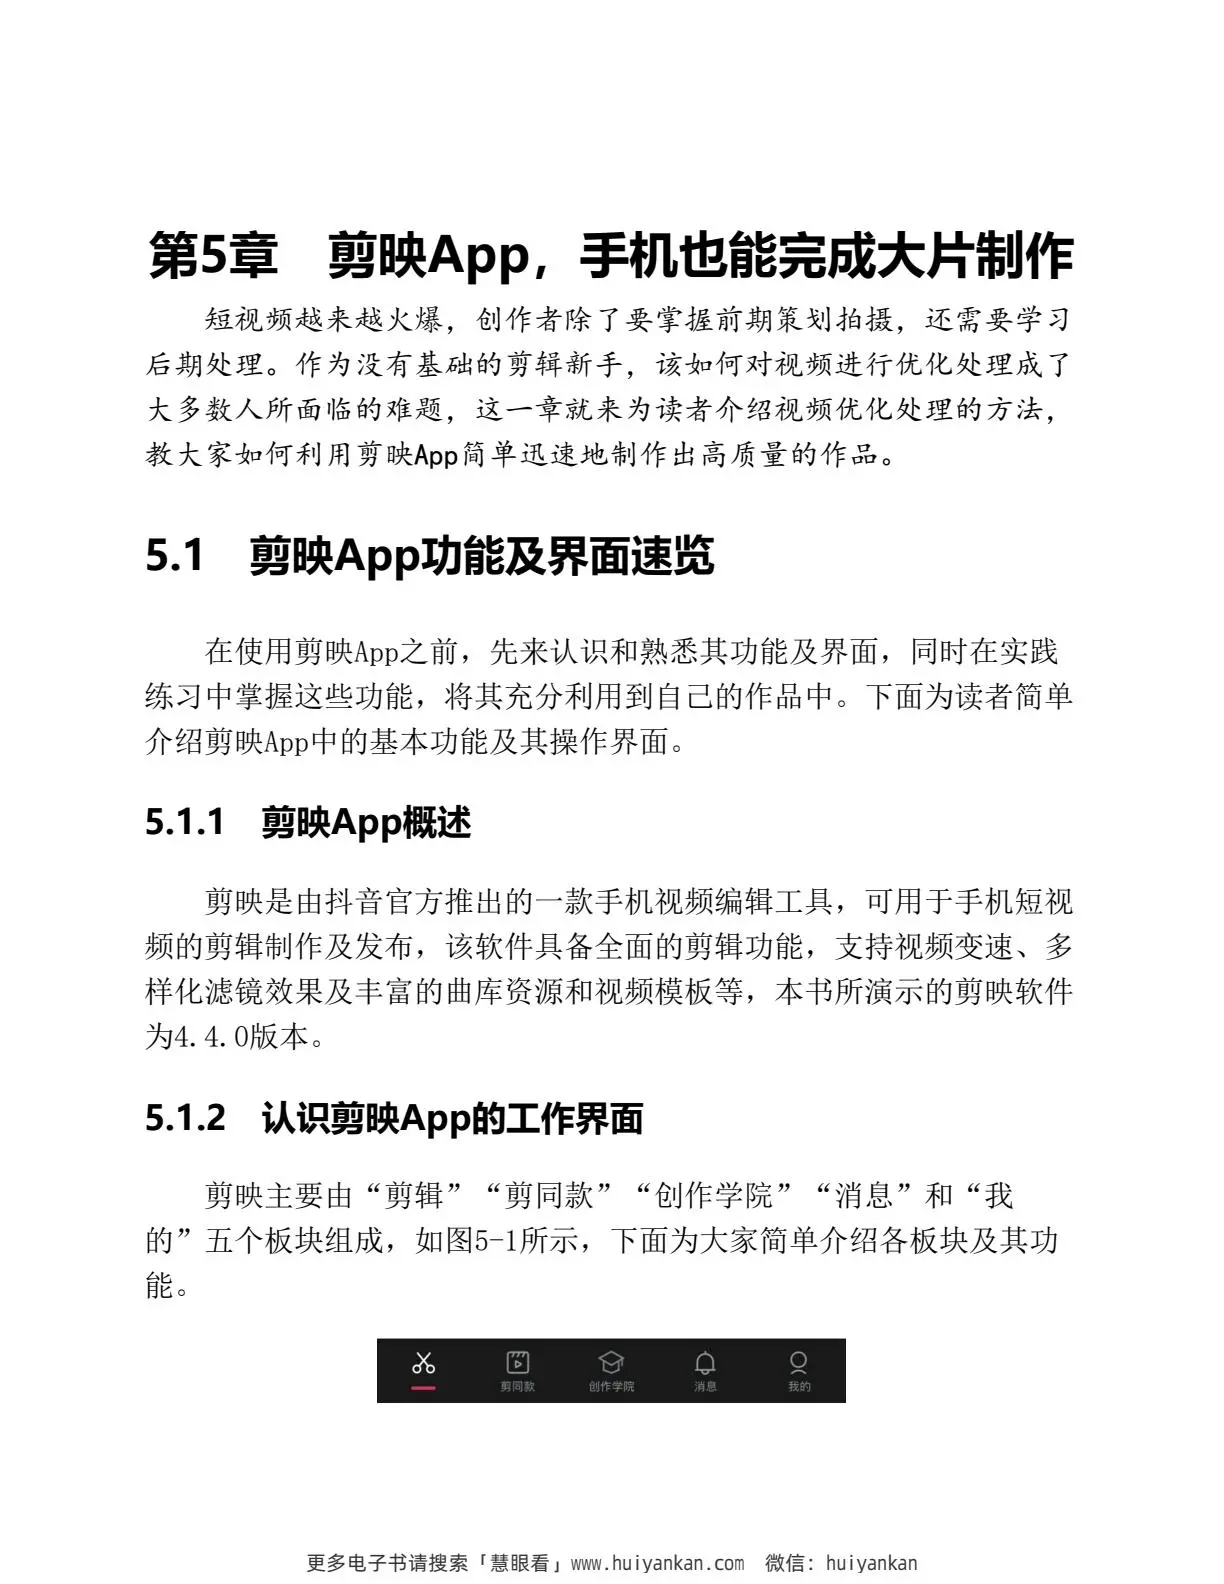 第5章　剪映App，手机也能完成大片制作
短视频越来越火爆，创作者除了要掌握前期策划拍摄，还需要学习
后期处理。作为没有基础的剪辑新手，该如何对视频进行优化处理成了
大多数人所面临的难题，这一章就来为读者介绍视频优化处理的方法，
教大家如何利用剪映App简单迅速地制作出高质量的作品。
5.1　剪映App功能及界面速览
在使用剪映App之前，先来认识和熟悉其功能及界面，同时在实践
练习中掌握这些功能，将其充分利用到自己的作品中。下面为读者简单
介绍剪映App中的基本功能及其操作界面。
5.1.1　剪映App概述
剪映是由抖音官方推出的一款手机视频编辑工具，可用于手机短视
频的剪辑制作及发布，该软件具备全面的剪辑功能，支持视频变速、多
样化滤镜效果及丰富的曲库资源和视频模板等，本书所演示的剪映软件
为4.4.0版本。
5.1.2　认识剪映App的工作界面
剪映主要由“剪辑”“剪同款”“创作学院”“消息”和“我
的”五个板块组成，如图5-1所示，下面为大家简单介绍各板块及其功
能。
剪同款　创作学院　消息　我的
更多电子书请搜索「慧眼看」www.huiyankan.com　微信：huiyankan